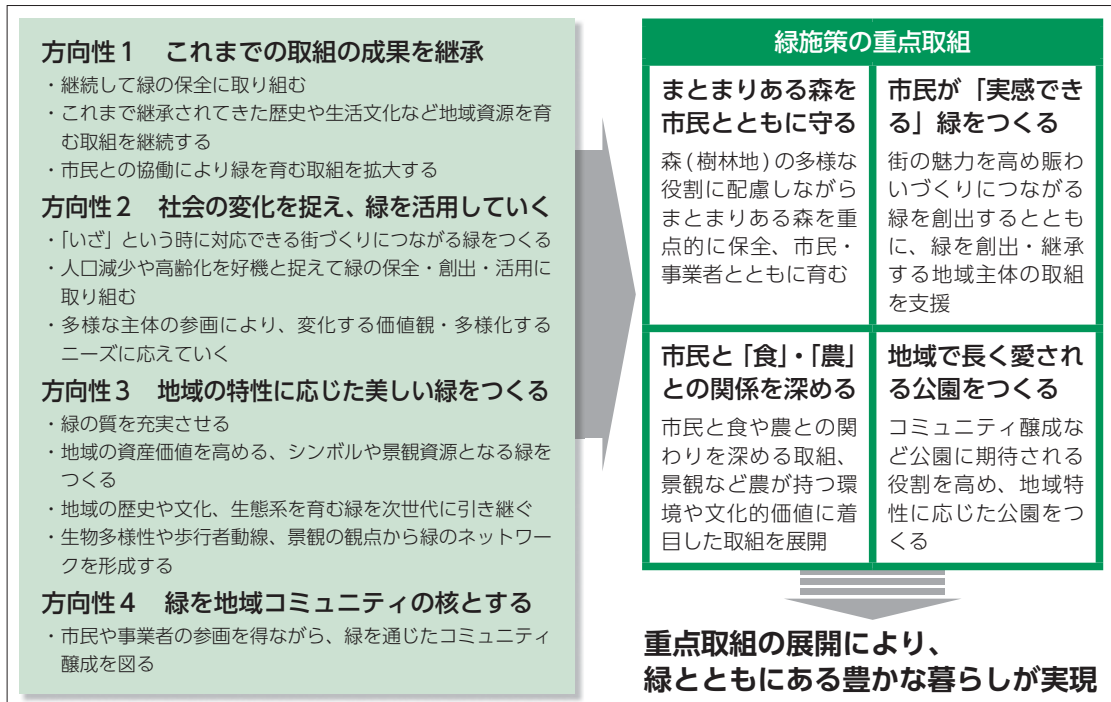 方向性１　これまでの取組の成果を継承
・継続して緑の保全に取り組む
・これまで継承されてきた歴史や生活文化など地域資源を育
む取組を継続する
・市民との協働により緑を育む取組を拡大する
方向性２　社会の変化を捉え、緑を活用していく
・「いざ」という時に対応できる街づくりにつながる緑をつくる
・人口減少や高齢化を好機と捉えて緑の保全・創出・活用に
取り組む
・多様な主体の参画により、変化する価値観・多様化する
ニーズに応えていく
方向性３　地域の特性に応じた美しい緑をつくる
・緑の質を充実させる
・地域の資産価値を高める、シンボルや景観資源となる緑を
つくる
・地域の歴史や文化、生態系を育む緑を次世代に引き継ぐ
・生物多様性や歩行者動線、景観の観点から緑のネットワー
クを形成する
方向性４　緑を地域コミュニティの核とする
・市民や事業者の参画を得ながら、緑を通じたコミュニティ
醸成を図る
緑施策の重点取組
まとまりある森を
市民とともに守る
森(樹林地)の多様な
役割に配慮しながら
まとまりある森を重
点的に保全、市民・
事業者とともに育む
市民が「実感でき
る」緑をつくる
街の魅力を高め賑わ
いづくりにつながる
緑を創出するととも
に、緑を創出・継承
する地域主体の取組
を支援
市民と「食」・「農」
との関係を深める
市民と食や農との関
わりを深める取組、
景観など農が持つ環
境や文化的価値に着
目した取組を展開
地域で長く愛され
る公園をつくる
コミュニティ醸成な
ど公園に期待される
役割を高め、地域特
性に応じた公園をつ
くる
重点取組の展開により、
緑とともにある豊かな暮らしが実現